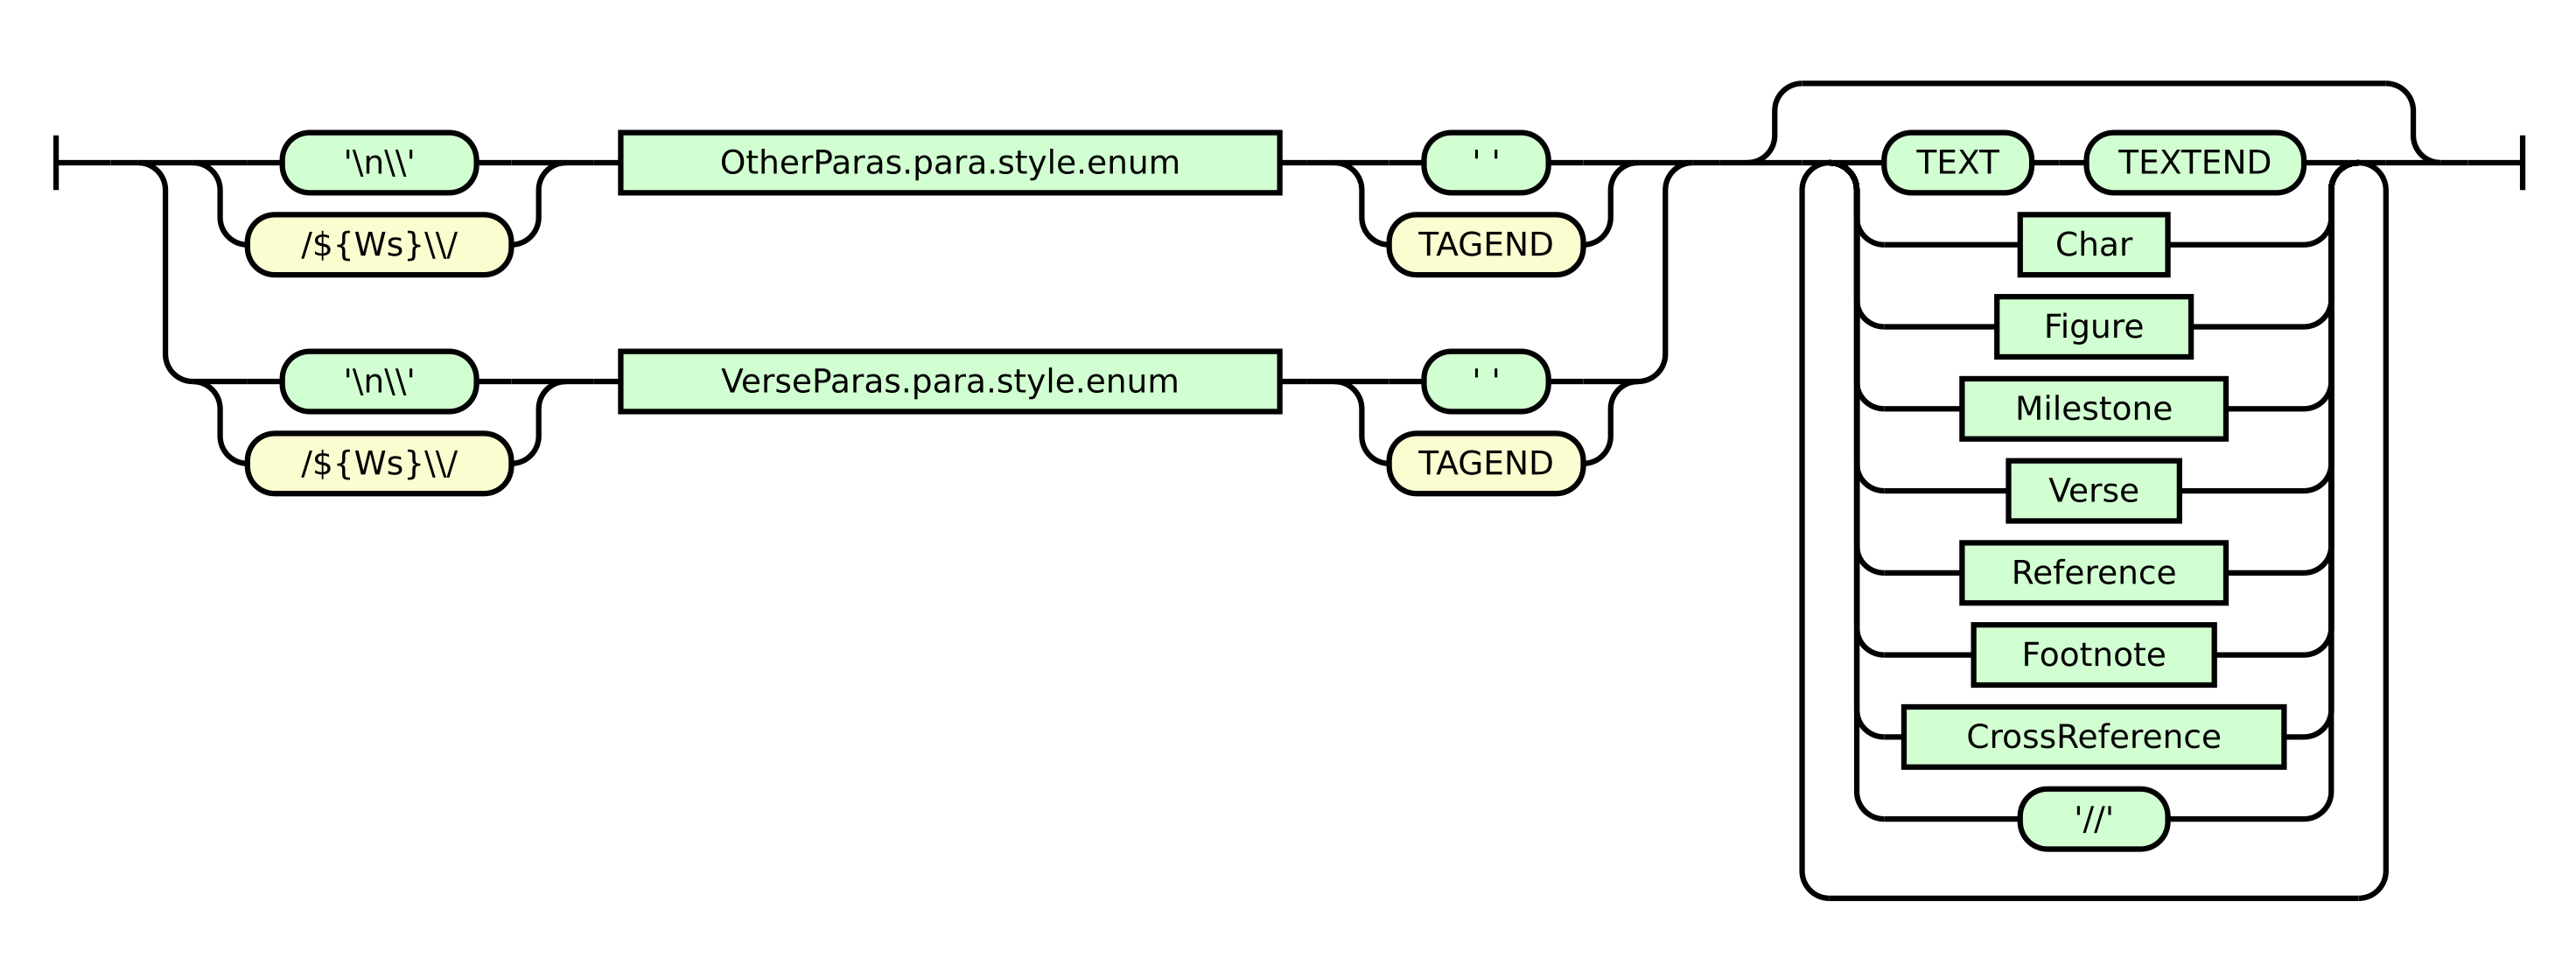 '\n\\' OtherParas.para.style.enum ' ' TEXT TEXTEND
/${Ws}\\/ TAGEND Char
Figure
'\n\\' VerseParas.para.style.enum ' ' Milestone
/${Ws}\\/ TAGEND Verse
Reference
Footnote
CrossReference
'//'